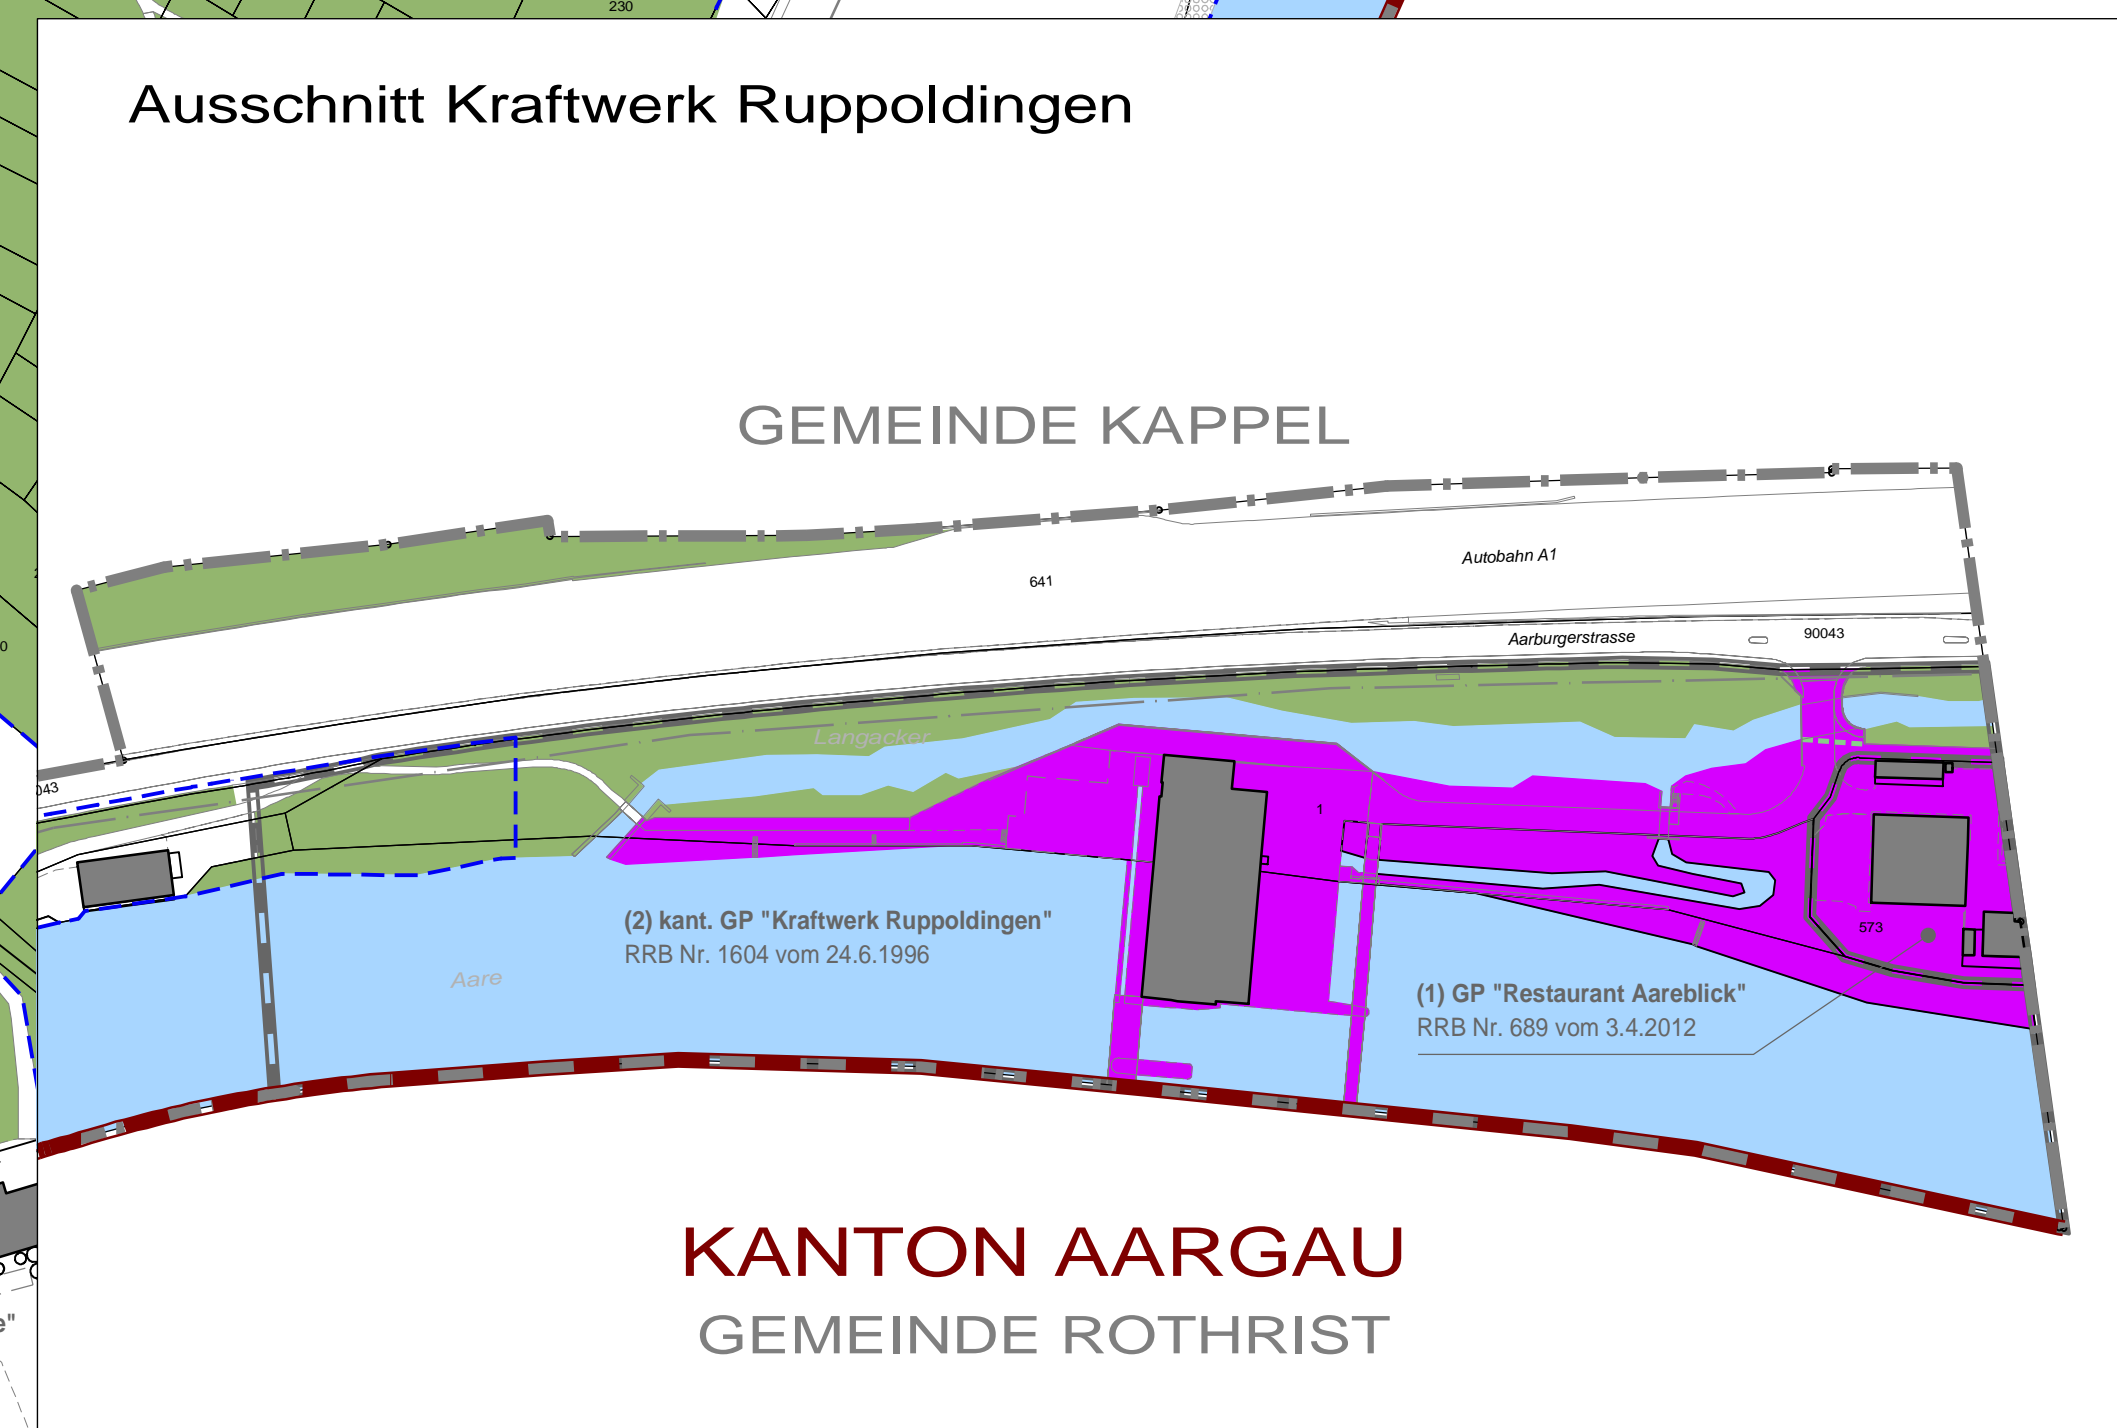 230
Ausschnitt Kraftwerk Ruppoldingen
GEMEINDE KAPPEL
Autobahn A1
641
Aarburgerstrasse
90043
Langacker
043
1
(2) kant. GP "Kraftwerk Ruppoldingen"
RRB Nr. 1604 vom 24.6.1996
573
Aare
(1) GP "Restaurant Aareblick"
RRB Nr. 689 vom 3.4.2012
KANTON AARGAU
GEMEINDE ROTHRIST